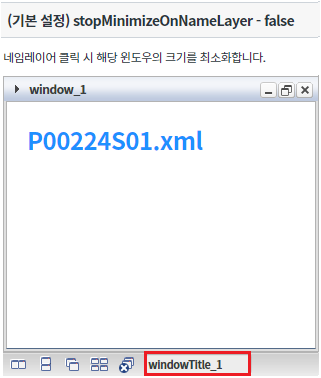 (기본 설정) stopMinimizeOnNameLayer - false
네임레이어 클릭 시 해당 윈도우의 크기를 최소화합니다.
window_1
P00224S01.xml
windowTitle_1